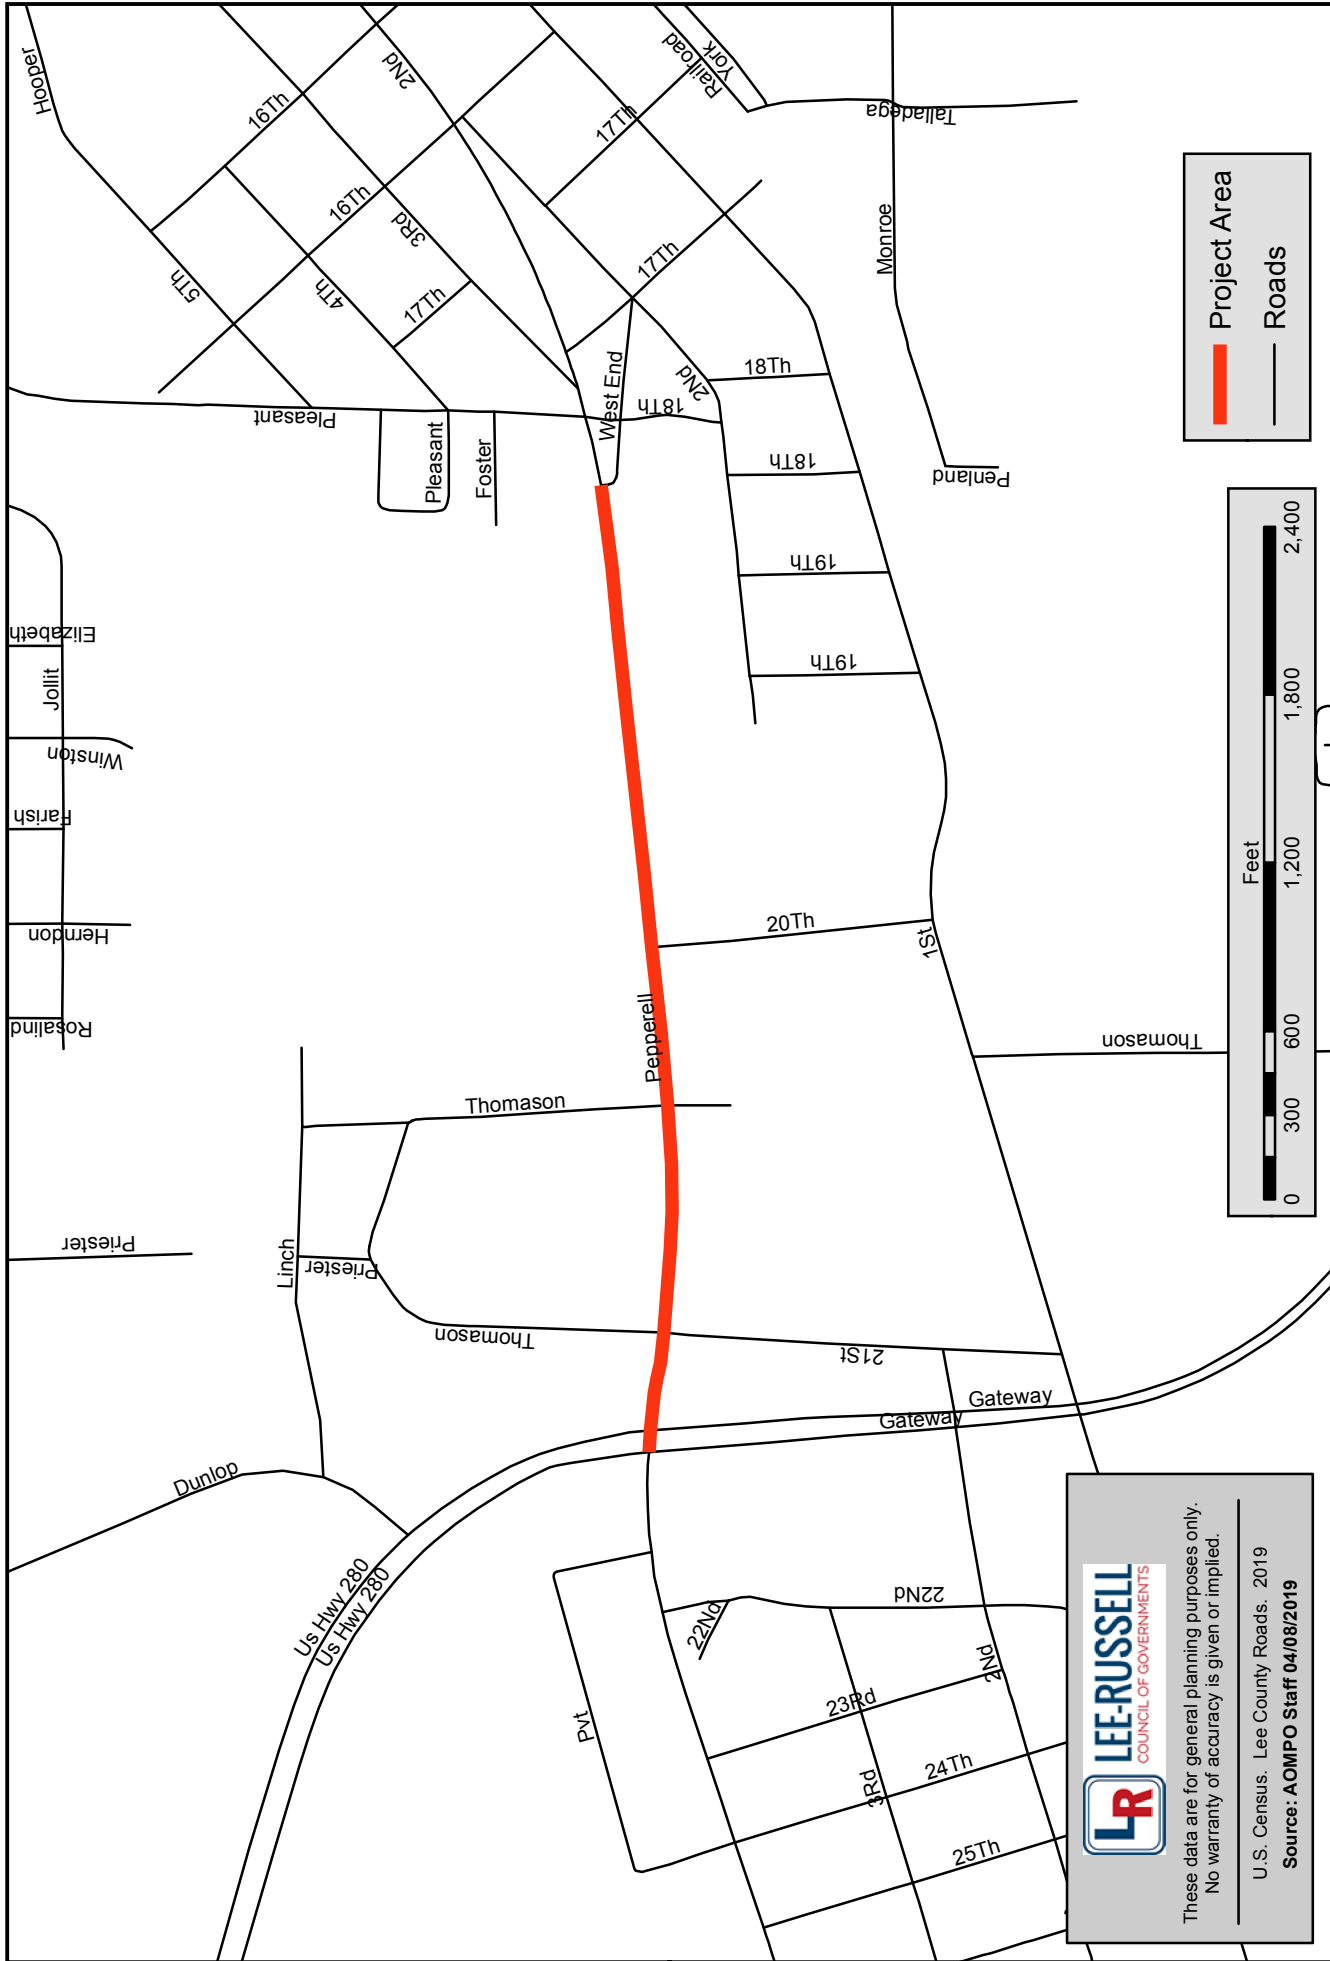 Hooper
16Th
2Nd
Railroad
York
Talladega
17Th
16Th
3Rd
5Th
4Th
17Th
17Th
Monroe
Pleasant
Pleasant
Foster
West End
18Th
2Nd
18Th
18Th
Penland
19Th
19Th
Elizabeth
Jollit
Winston
Farish
Herndon
Rosalind
20Th
1St
Pepperell
Thomason
Thomason
Priester
Linch
Priester
Thomason
21St
Gateway
Gateway
Dunlop
Us Hwy 280
Us Hwy 280
22Nd
22Nd
2Nd
Pvt
23Rd
3Rd
24Th
25Th
Project Area
Roads
Feet
0 300 600 1,200 1,800 2,400
LR LEE-RUSSELL
COUNCIL OF GOVERNMENTS
These data are for general planning purposes only.
No warranty of accuracy is given or implied.
U.S. Census. Lee County Roads. 2019
Source: AOMPO Staff 04/08/2019